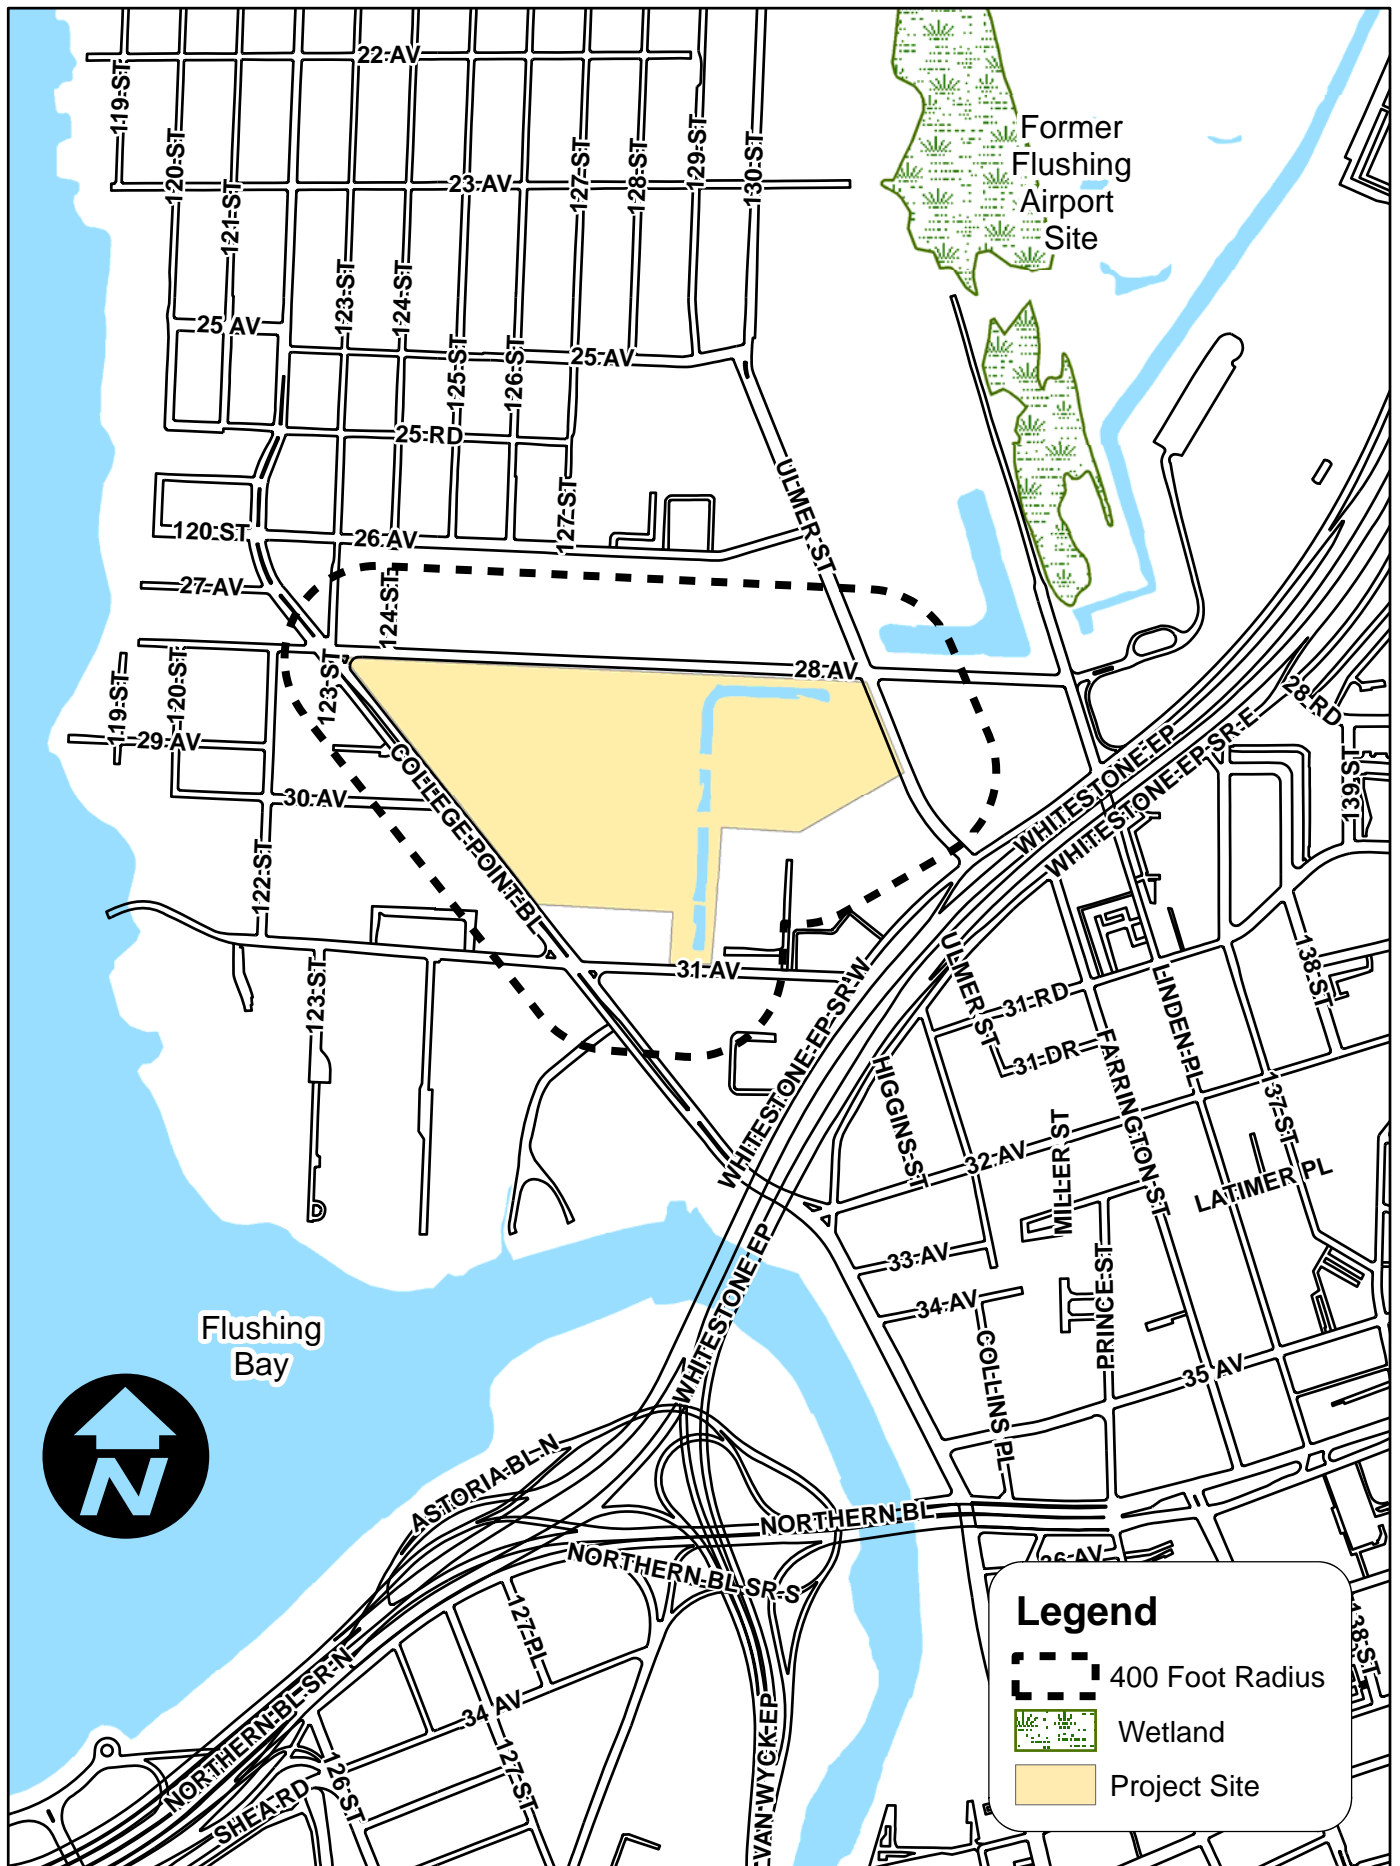 22 AV
119 ST
120 ST
121 ST
23 AV
127 ST
128 ST
129 ST
130 ST
Former
Flushing
Airport
Site
123 ST
124 ST
25 AV
125 ST
126 ST
25 AV
25 RD
ULMER ST
127 ST
120 ST
26 AV
27 AV
124 ST
28 AV
123 ST
119 ST
120 ST
29 AV
28 RD
139 ST
30 AV
COLLEGE POINT BL
WHITESTONE EP
WHITESTONE EP SR E
122 ST
31 AV
123 ST
WHITESTONE EP SR W
ULMER ST
31 RD
LINDEN PL
138 ST
31 DR
FARRINGTON ST
HIGGINS ST
137 ST
MILLER ST
32 AV
LATIMER PL
33 AV
WHITESTONE EP
34 AV
PRINCE ST
COLLINS PL
35 AV
Flushing
Bay
N
ASTORIA BL N
NORTHERN BL
NORTHERN BL SR S
36 AV
127 PL
138 ST
NORTHERN BL SR N
34 AV
127 ST
126 ST
SHEA RD
VAN WYCK EP
Legend
400 Foot Radius
Wetland
Project Site